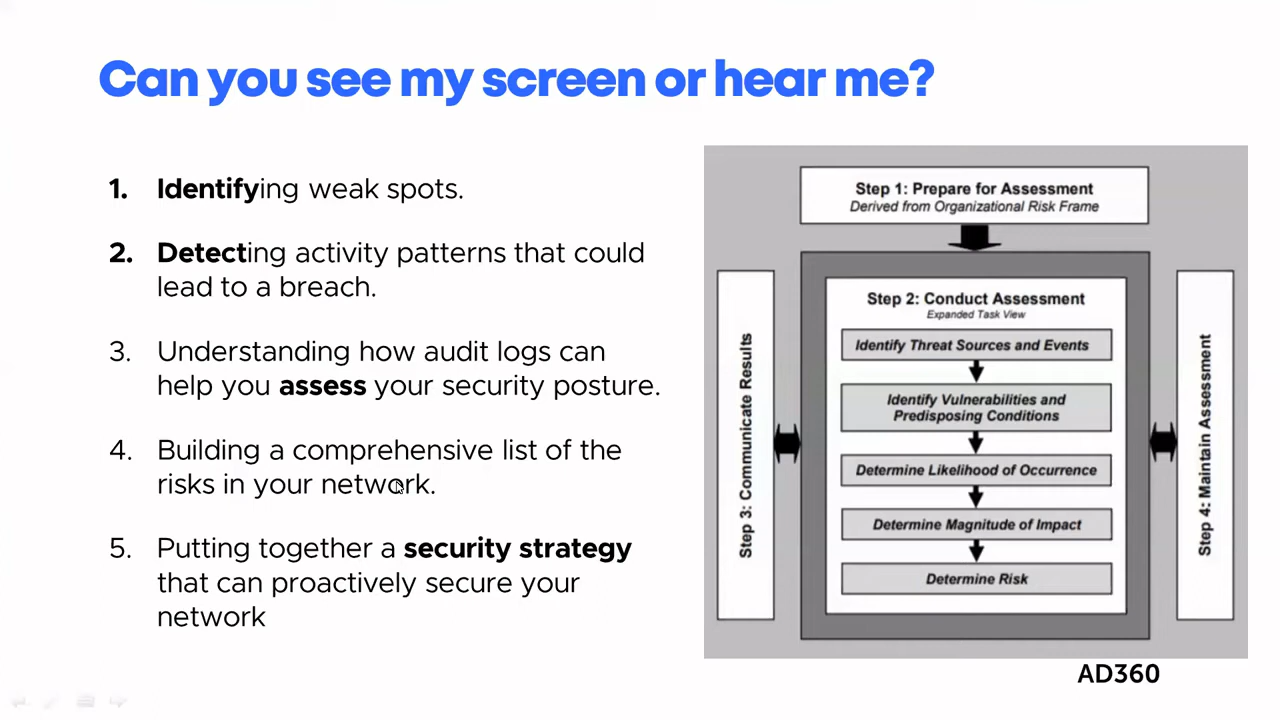 Can you see my screen or hear me?
1. Identifying weak spots.
2. Detecting activity patterns that could
lead to a breach.
3. Understanding how audit logs can
help you assess your security posture.
4. Building a comprehensive list of the
risks in your network.
5. Putting together a security strategy
that can proactively secure your
network
Step 1: Prepare for Assessment
Derived from Organizational Risk Frame
Step 3: Communicate Results
Step 2: Conduct Assessment
Expanded Task View
Identify Threat Sources and Events
Identify Vulnerabilities and
Predisposing Conditions
Determine Likelihood of Occurrence
Determine Magnitude of Impact
Determine Risk
Step 4: Maintain Assessment
AD360